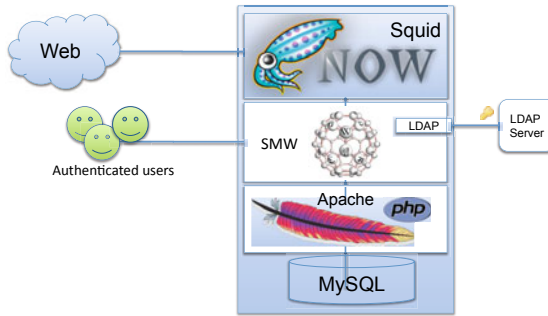 Web
Squid
NOW
Authenticated users
SMW
LDAP
LDAP
Server
Apache
php
MySQL